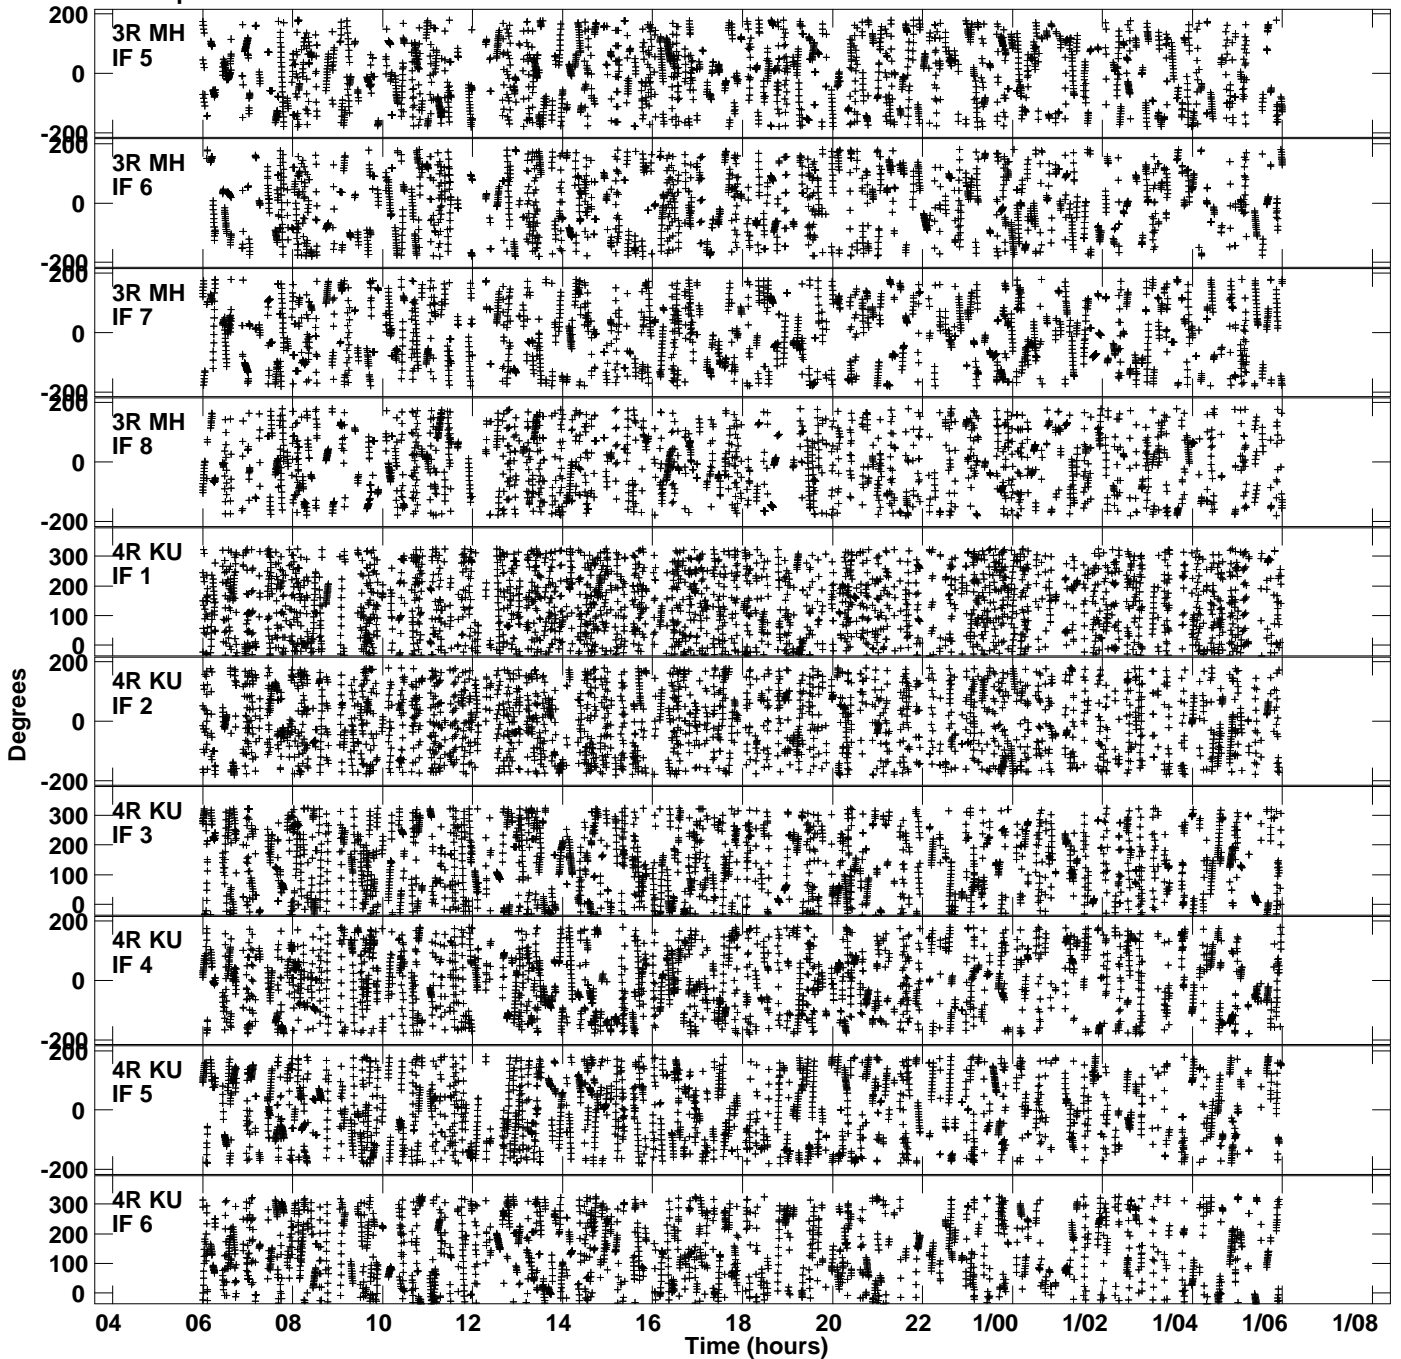 200
3R MH
IF 5
0
-200
200
3R MH
IF 6
0
-200
200
3R MH
IF 7
0
-200
200
3R MH
IF 8
0
-200
4R KU
IF 1
300
200
100
0
200
4R KU
IF 2
0
-200
4R KU
IF 3
300
200
100
0
200
4R KU
IF 4
0
-200
200
4R KU
IF 5
0
-200
4R KU
IF 6
300
200
100
0
Degrees
04 06 08 10 12 14 16 18 20 22 1/00 1/02 1/04 1/06 1/08
Time (hours)